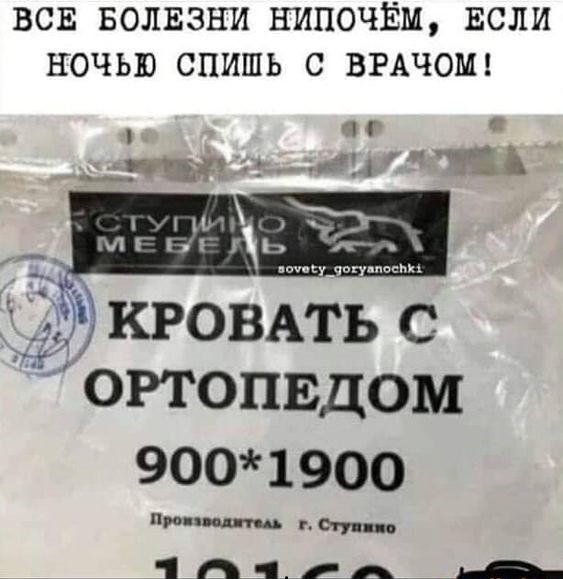 ВСЕ БОЛЕЗНИ НИПОЧЁМ, ЕСЛИ
НОЧЬЮ СПИШЬ С ВРАЧОМ!
СТУПИНО
МЕБЕЛЬ
sovety_goryanochki
КРОВАТЬ С
ОРТОПЕДОМ
900*1900
Производитель г. Ступино